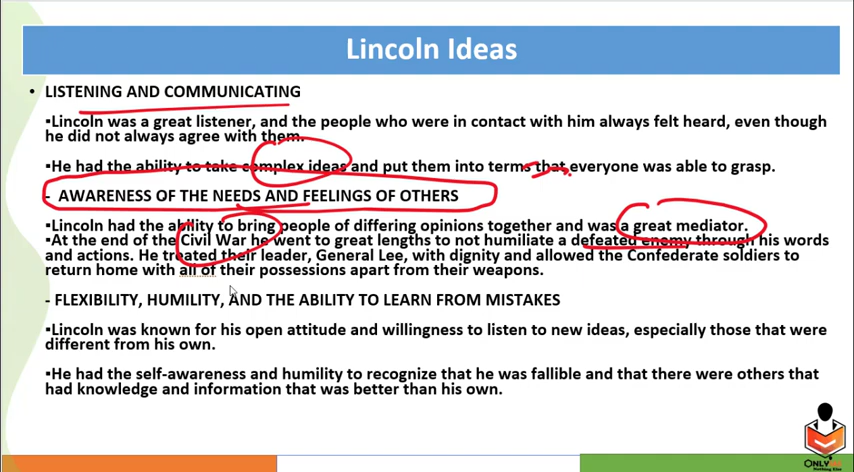 Lincoln Ideas
• LISTENING AND COMMUNICATING
▪Lincoln was a great listener, and the people who were in contact with him always felt heard, even though
he did not always agree with them.
▪He had the ability to take complex ideas and put them into terms that everyone was able to grasp.
- AWARENESS OF THE NEEDS AND FEELINGS OF OTHERS
▪Lincoln had the ability to bring people of differing opinions together and was a great mediator.
▪At the end of the Civil War he went to great lengths to not humiliate a defeated enemy through his words
and actions. He treated their leader, General Lee, with dignity and allowed the Confederate soldiers to
return home with all of their possessions apart from their weapons.
- FLEXIBILITY, HUMILITY, AND THE ABILITY TO LEARN FROM MISTAKES
▪Lincoln was known for his open attitude and willingness to listen to new ideas, especially those that were
different from his own.
▪He had the self-awareness and humility to recognize that he was fallible and that there were others that
had knowledge and information that was better than his own.